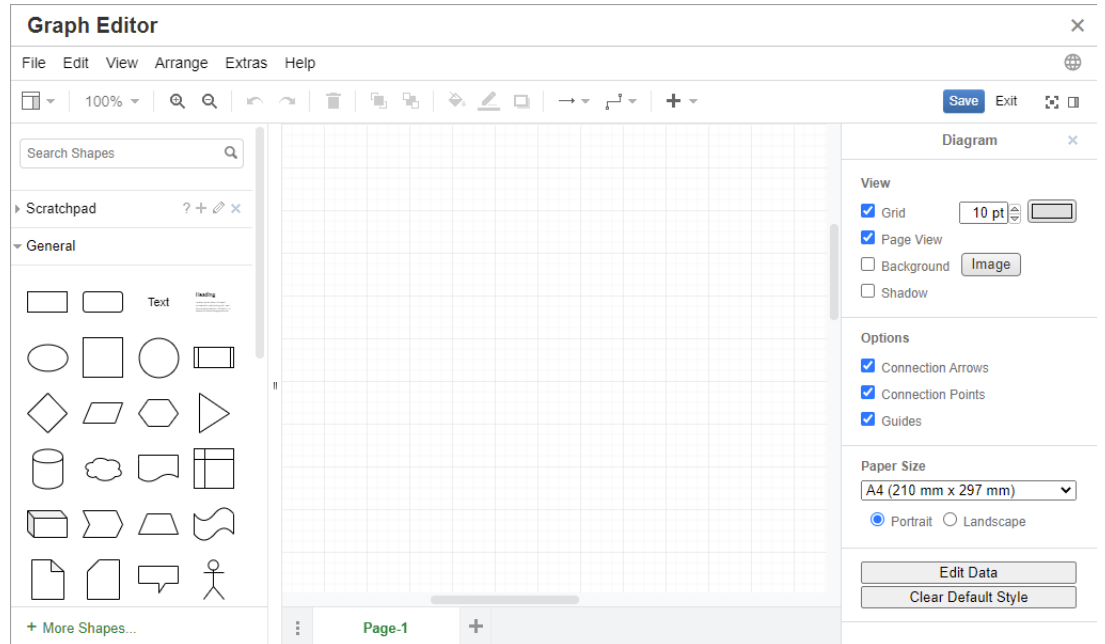 Graph Editor
File Edit View Arrange Extras Help
100%
Save Exit
Search Shapes
Scratchpad ?
General
Text
Heading
+ More Shapes...
Page-1
Diagram
View
Grid 10 pt
Page View
Background Image
Shadow
Options
Connection Arrows
Connection Points
Guides
Paper Size
A4 (210 mm x 297 mm)
Portrait Landscape
Edit Data
Clear Default Style